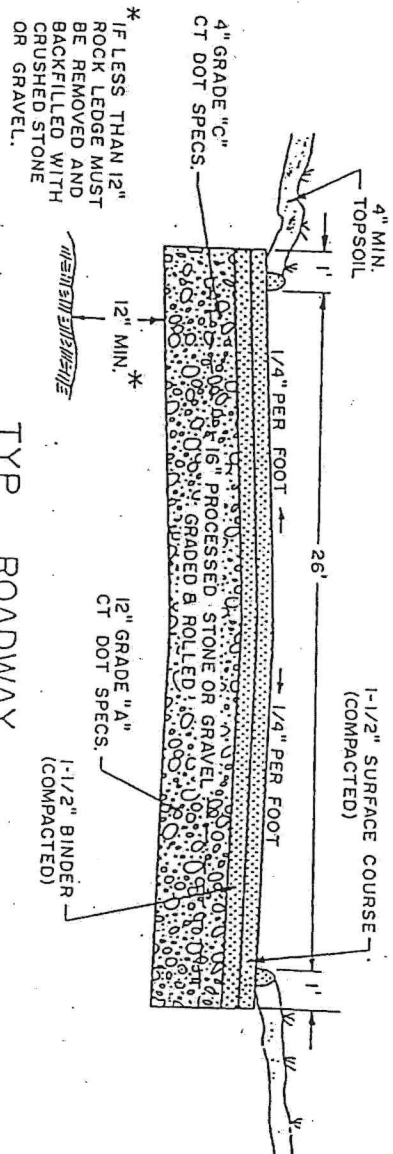 4" MIN.
TOPSOIL
1'
26'
1-1/2" SURFACE COURSE
(COMPACTED)
1'
1/4" PER FOOT
1/4" PER FOOT
4" GRADE "C"
CT DOT SPECS.
16" PROCESSED STONE OR GRAVEL
GRADED & ROLLED
12" GRADE "A"
CT DOT SPECS.
1-1/2" BINDER
(COMPACTED)
12" MIN. *
* IF LESS THAN 12"
ROCK LEDGE MUST
BE REMOVED AND
BACKFILLED WITH
CRUSHED STONE
OR GRAVEL.
TYP ROADWAY